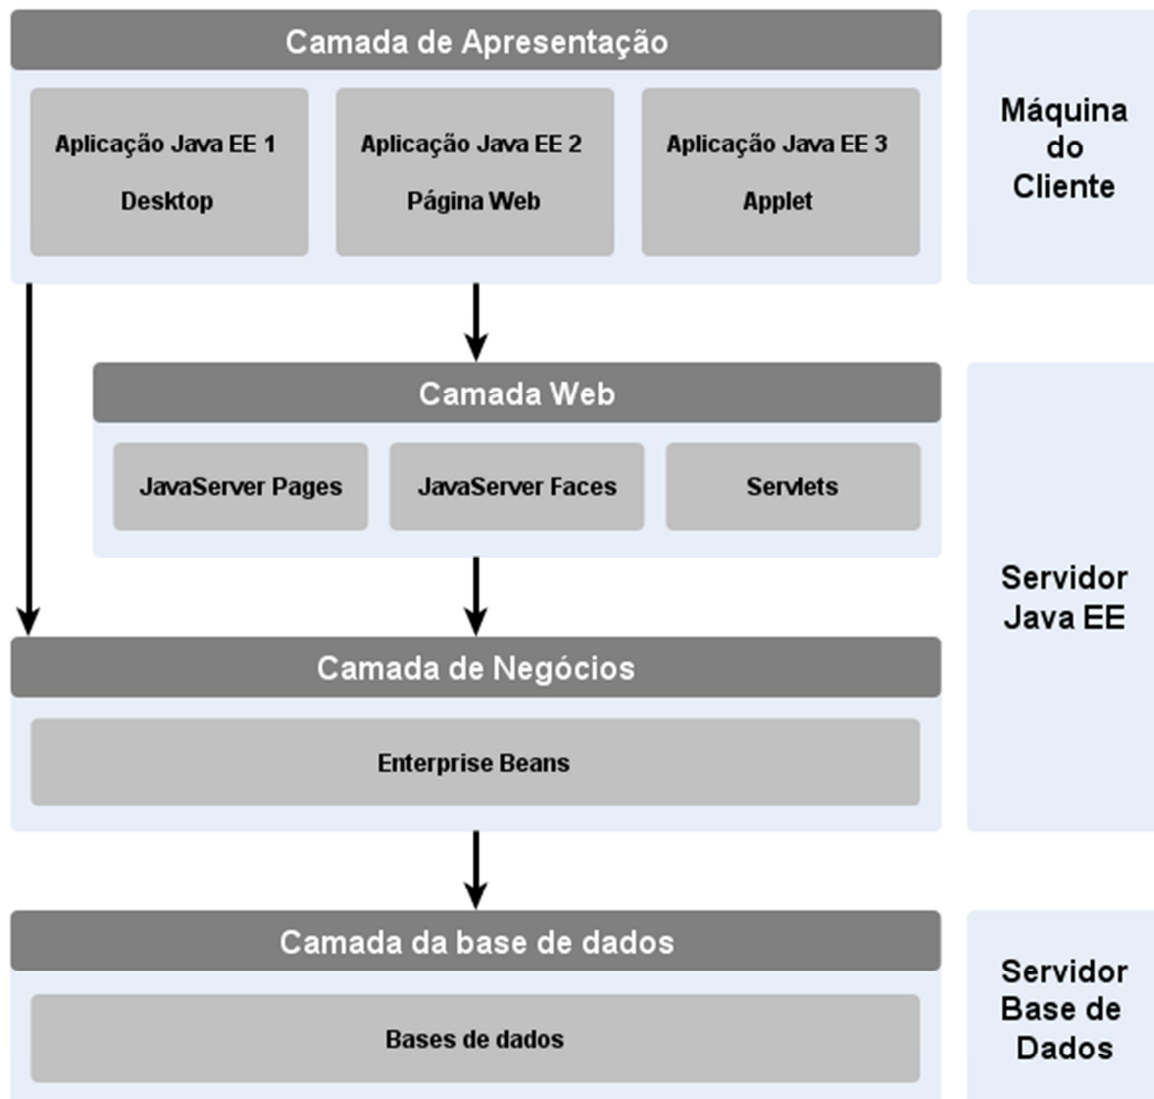 Camada de Apresentação
Aplicação Java EE 1
Desktop
Aplicação Java EE 2
Página Web
Aplicação Java EE 3
Applet
Máquina
do
Cliente
Camada Web
JavaServer Pages
JavaServer Faces
Servlets
Servidor
Java EE
Camada de Negócios
Enterprise Beans
Camada da base de dados
Bases de dados
Servidor
Base de
Dados